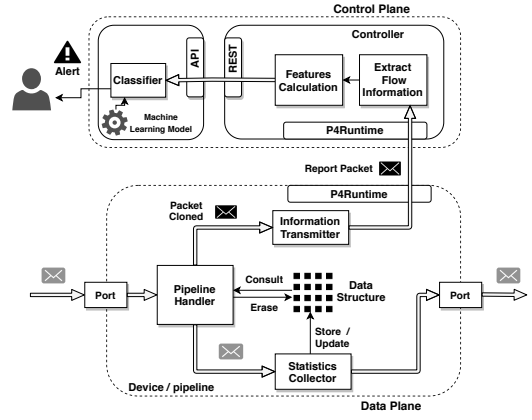 Control Plane
Controller
Alert
API
REST
Classifier
Features
Calculation
Extract
Flow
Information
Machine
Learning Model
P4Runtime
Report Packet
P4Runtime
Packet
Cloned
Information
Transmitter
Port
Pipeline
Handler
Consult
Erase
Data
Structure
Port
Store / 
Update
Statistics
Collector
Device / pipeline
Data Plane